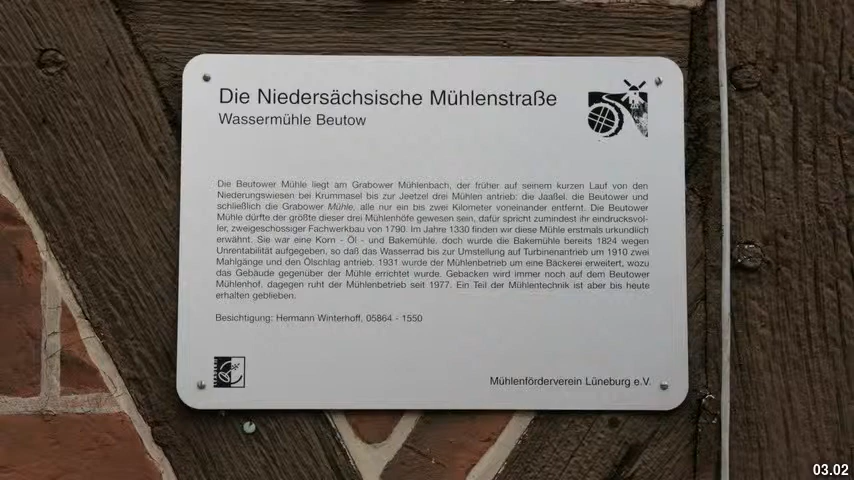 Die Niedersächsische Mühlenstraße
Wassermühle Beutow
Die Beutower Mühle liegt am Grabower Mühlenbach, der früher auf seinem kurzen Lauf von den
Niederungswiesen bei Krummasel bis zur Jeetzel drei Mühlen antrieb: die Jaaßel, die Beutower und
schließlich die Grabower Mühle, alle nur ein bis zwei Kilometer voneinander entfernt. Die Beutower
Mühle dürfte der größte dieser drei Mühlenhöfe gewesen sein, dafür spricht zumindest ihr eindrucksvol-
ler, zweigeschossiger Fachwerkbau von 1790. Im Jahre 1330 finden wir diese Mühle erstmals urkundlich
erwähnt. Sie war eine Korn - Öl - und Bakemühle, doch wurde die Bakemühle bereits 1824 wegen
Unrentabilität aufgegeben, so daß das Wasserrad bis zur Umstellung auf Turbinenantrieb um 1910 zwei
Mahlgänge und den Ölschlag antrieb. 1931 wurde der Mühlenbetrieb um eine Bäckerei erweitert, wozu
das Gebäude gegenüber der Mühle errichtet wurde. Gebacken wird immer noch auf dem Beutower
Mühlenhof, dagegen ruht der Mühlenbetrieb seit 1977. Ein Teil der Mühlentechnik ist aber bis heute
erhalten geblieben.
Besichtigung: Hermann Winterhoff, 05864 - 1550
Mühlenförderverein Lüneburg e.V.
03.02